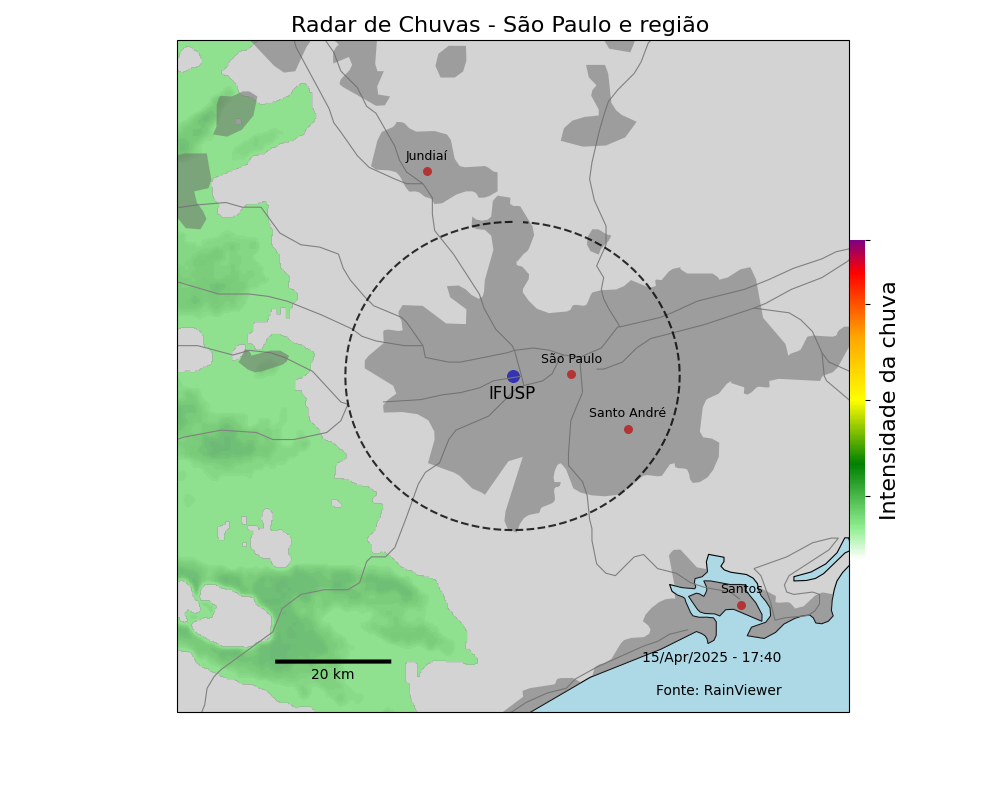 Radar de Chuvas - São Paulo e região
Jundiaí
São Paulo
IFUSP
Santo André
Intensidade da chuva
Santos
15/Apr/2025 - 17:40
20 km
Fonte: RainViewer